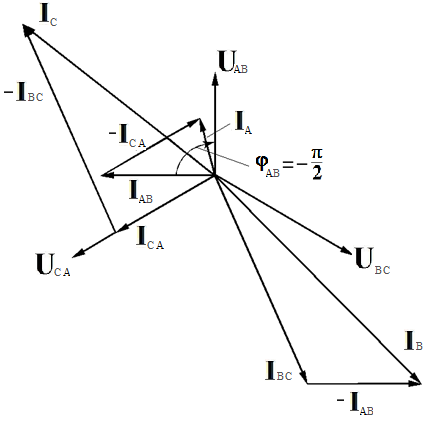 I_C
U_AB
-I_BC
-I_CA
I_A
φ_AB = -π/2
I_AB
I_CA
U_CA
U_BC
I_B
I_BC
-I_AB